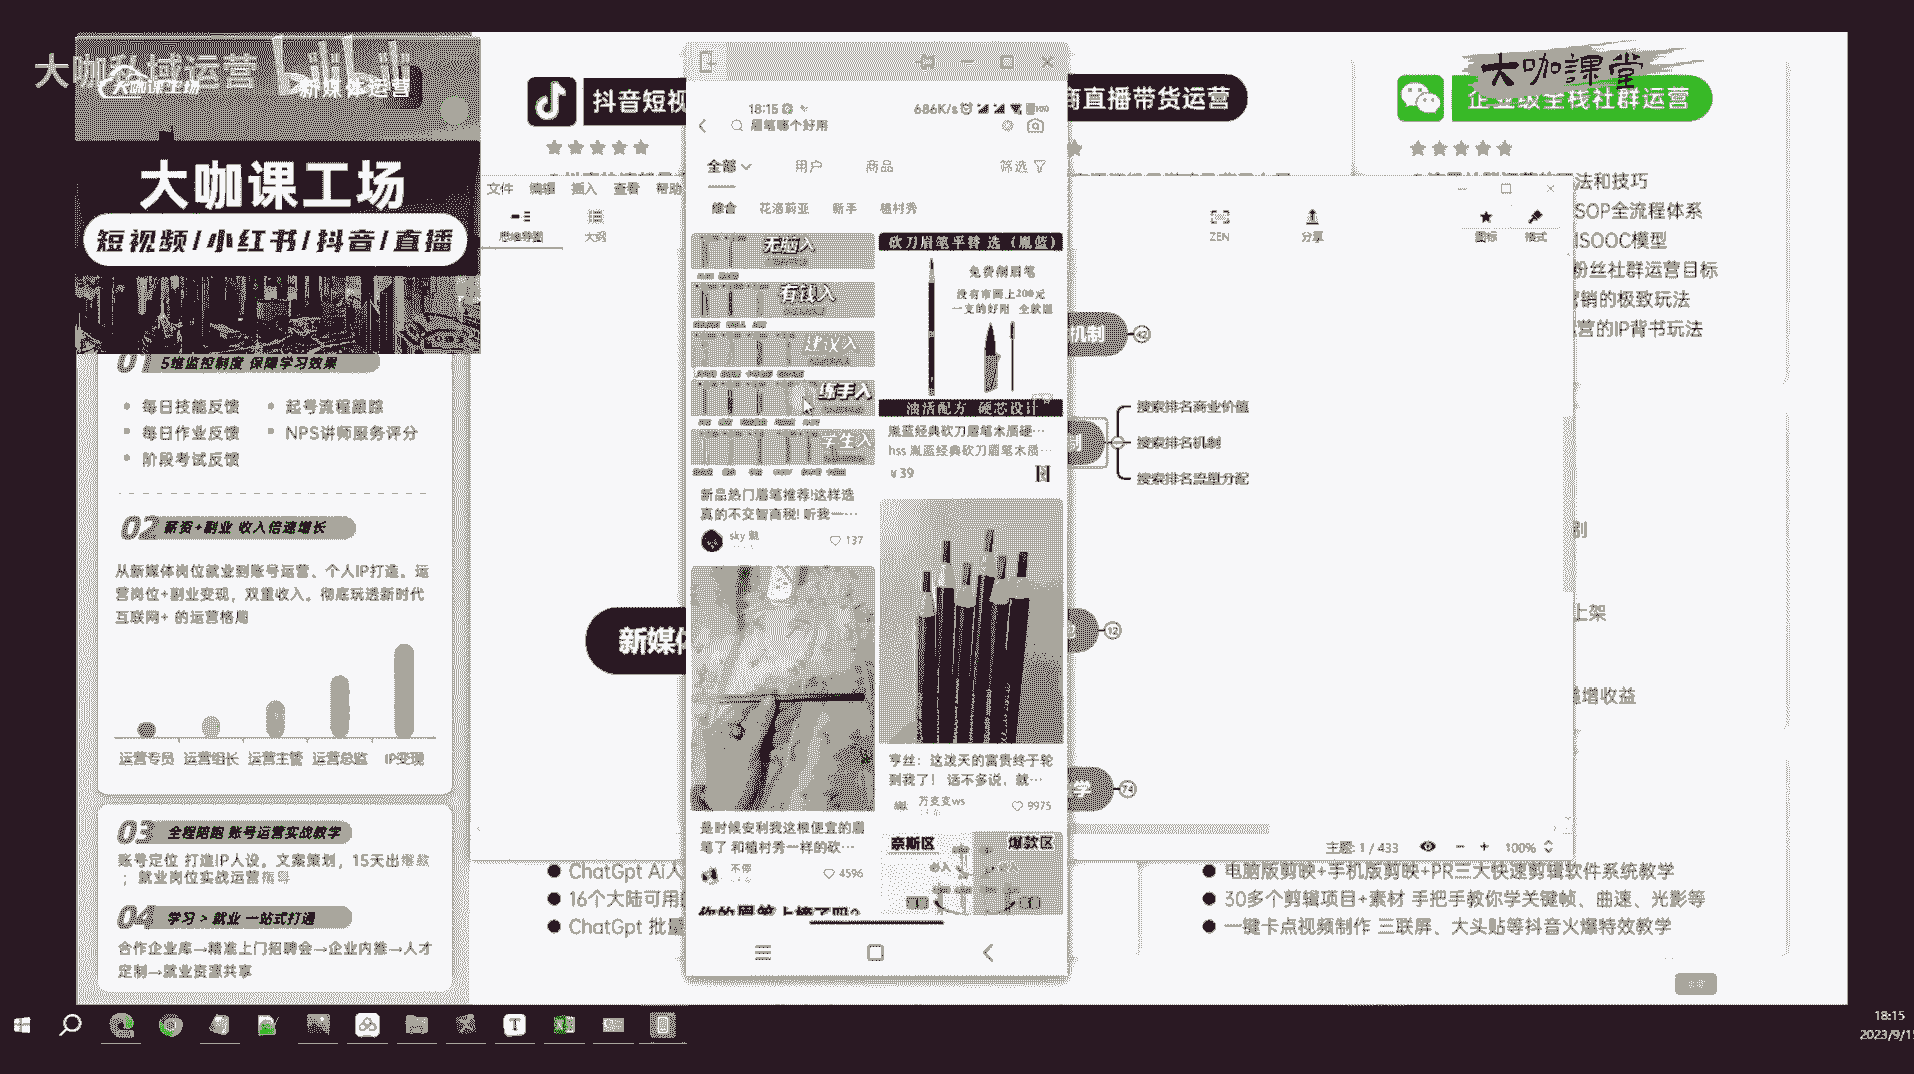 大咖私域运营
大咖课工场
新媒体运营
大咖课工场
短视频/小红书/抖音/直播
01 5维监控制度 保障学习效果
每日技能反馈
起号流程跟踪
每日作业反馈
NPS讲师服务评分
阶段考试反馈
02 薪资+副业 收入倍速增长
从新媒体岗位就业到账号运营、个人IP打造。运
营岗位+副业变现，双重收入。彻底玩透新时代
互联网+ 的运营格局
运营专员 运营组长 运营主管 运营总监 IP变现
03 全程陪跑 账号运营实战教学
账号定位 打造IP人设，文案策划，15天出爆款
；就业岗位实战运营
04 学习 > 就业 一站式打通
合作企业库→精准上门招聘会→企业内推→人才
定制→就业资源共享
抖音短视
文件 编辑 插入 查看 帮助
思维导图 大纲
新媒体
ChatGpt Ai人
16个大陆可用
ChatGpt 批量
18:15
686K/s
眉笔哪个好用
全部 用户 商品 筛选
综合 花洛莉亚 新手 植村秀
无脑入
有钱入
建议入
练手入
学生入
新品热门眉笔推荐!这样选
真的不交智商税! 听我一…
sky 魏
137
是时候安利我这根便宜的眉
笔了 和植村秀一样的砍…
不停
4596
你的眉笔上榜了吗?
砍刀眉笔平替 选（胤蓝）
免费削眉笔
没有市面上200元
一支的好用 全款退
油活配方 硬芯设计
胤蓝经典砍刀眉笔木质硬…
hss 胤蓝经典砍刀眉笔木质…
¥39
亨丝：这泼天的富贵终于轮
到我了！ 话不多说，就…
万支支ws
9975
奈斯区
爆款区
商直播带货运营
ZEN
分享
图标
格式
机制
42
制
搜索排名商业价值
搜索排名机制
搜索排名流量分配
12
学
74
主题: 1 / 433
100%
大咖課堂
企业级全栈社群运营
法和技巧
SOP全流程体系
ISOOC模型
粉丝社群运营目标
营销的极致玩法
运营的IP背书玩法
别
上架
增收益
电脑版剪映+手机版剪映+PR三大快速剪辑软件系统教学
30多个剪辑项目+素材 手把手教你学关键帧、曲速、光影等
一键卡点视频制作 三联屏、大头贴等抖音火爆特效教学
18:15
2023/9/1